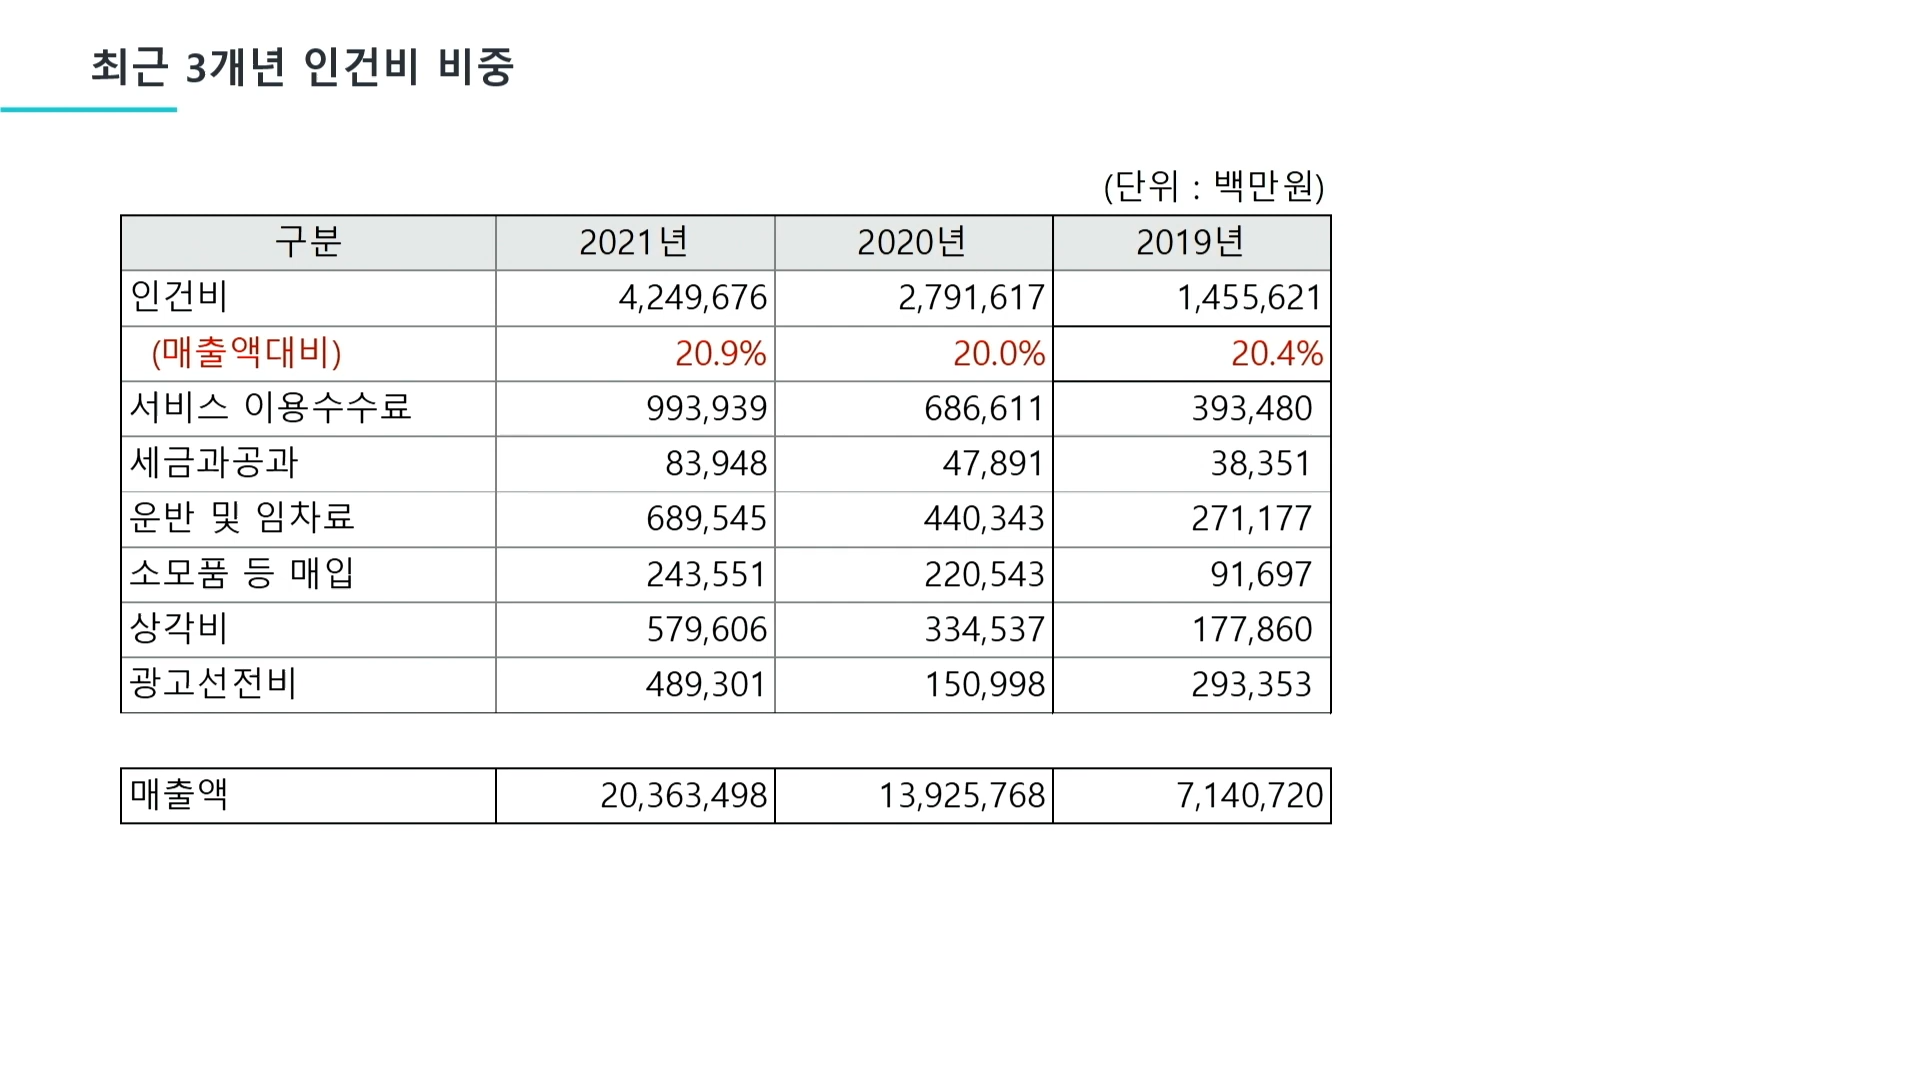 최근 3개년 인건비 비중
(단위 : 백만원)
구분 2021년 2020년 2019년
인건비 4,249,676 2,791,617 1,455,621
(매출액대비) 20.9% 20.0% 20.4%
서비스 이용수수료 993,939 686,611 393,480
세금과공과 83,948 47,891 38,351
운반 및 임차료 689,545 440,343 271,177
소모품 등 매입 243,551 220,543 91,697
상각비 579,606 334,537 177,860
광고선전비 489,301 150,998 293,353
매출액 20,363,498 13,925,768 7,140,720